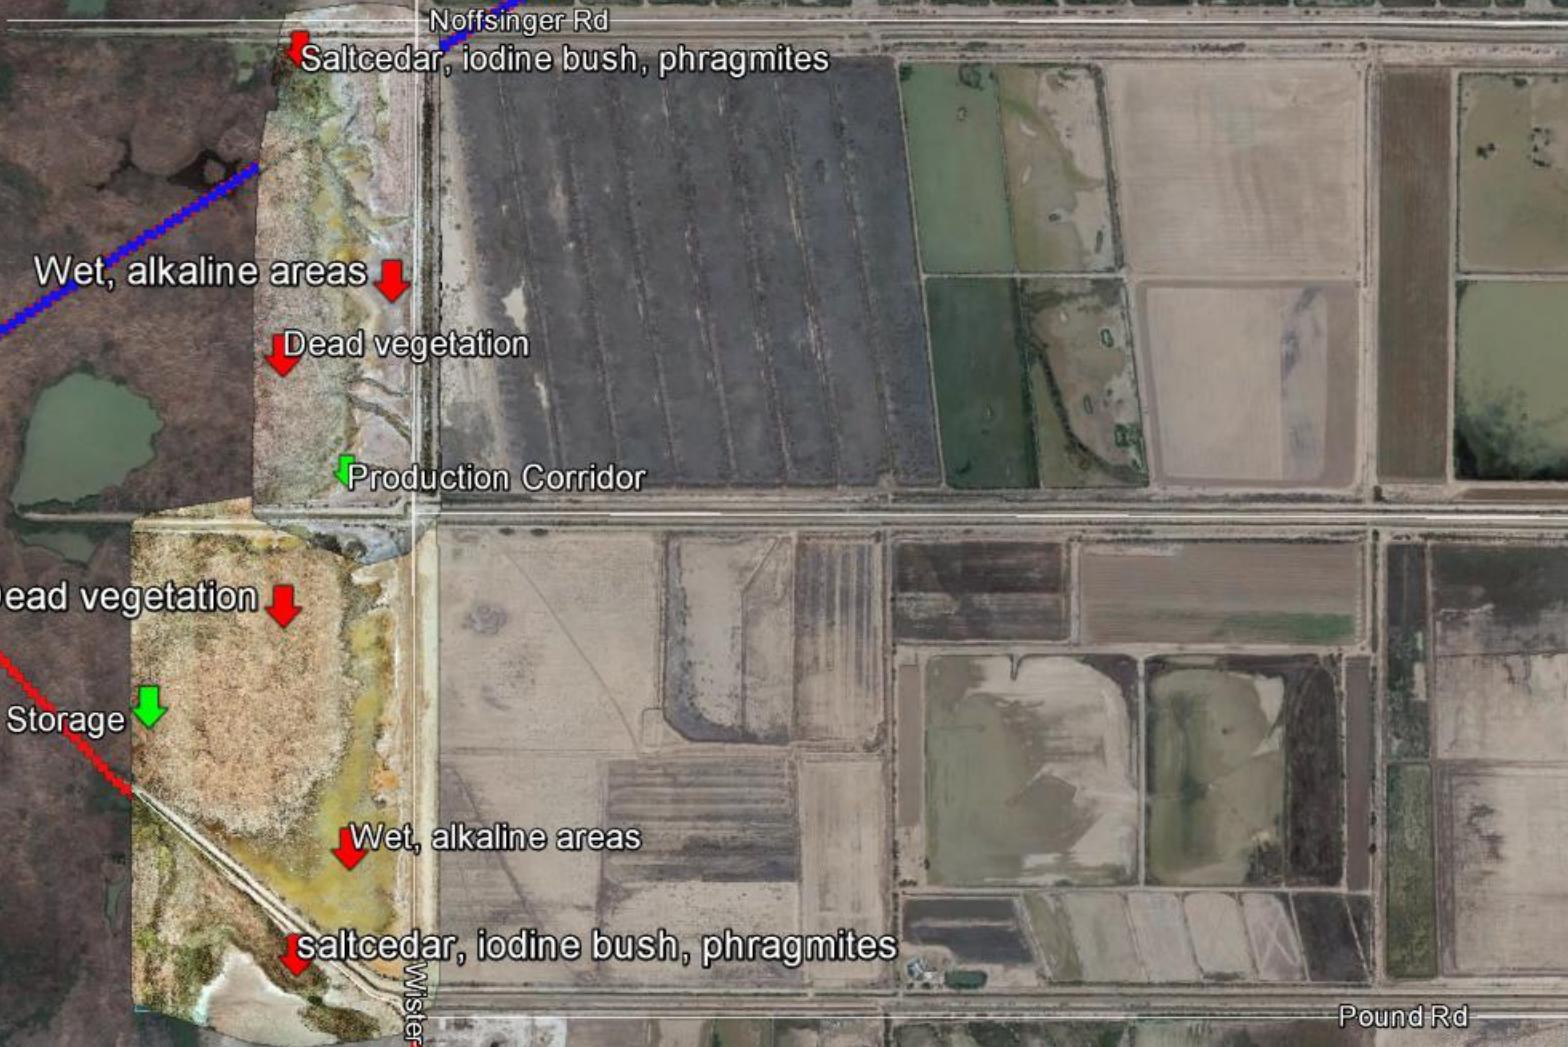 Noffsinger Rd
Saltcedar, iodine bush, phragmites
Wet, alkaline areas
Dead vegetation
Production Corridor
ead vegetation
Storage
Wet, alkaline areas
saltcedar, iodine bush, phragmites
Wister
Pound Rd